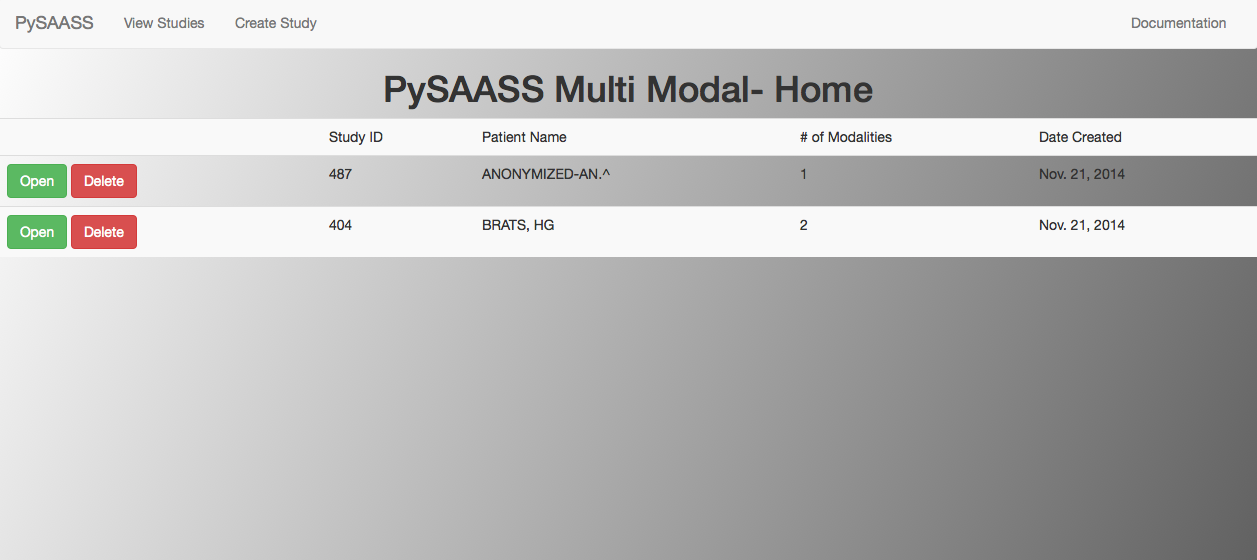 PySAASS View Studies Create Study Documentation
PySAASS Multi Modal- Home
Study ID Patient Name # of Modalities Date Created
Open Delete 487 ANONYMIZED-AN.^ 1 Nov. 21, 2014
Open Delete 404 BRATS, HG 2 Nov. 21, 2014